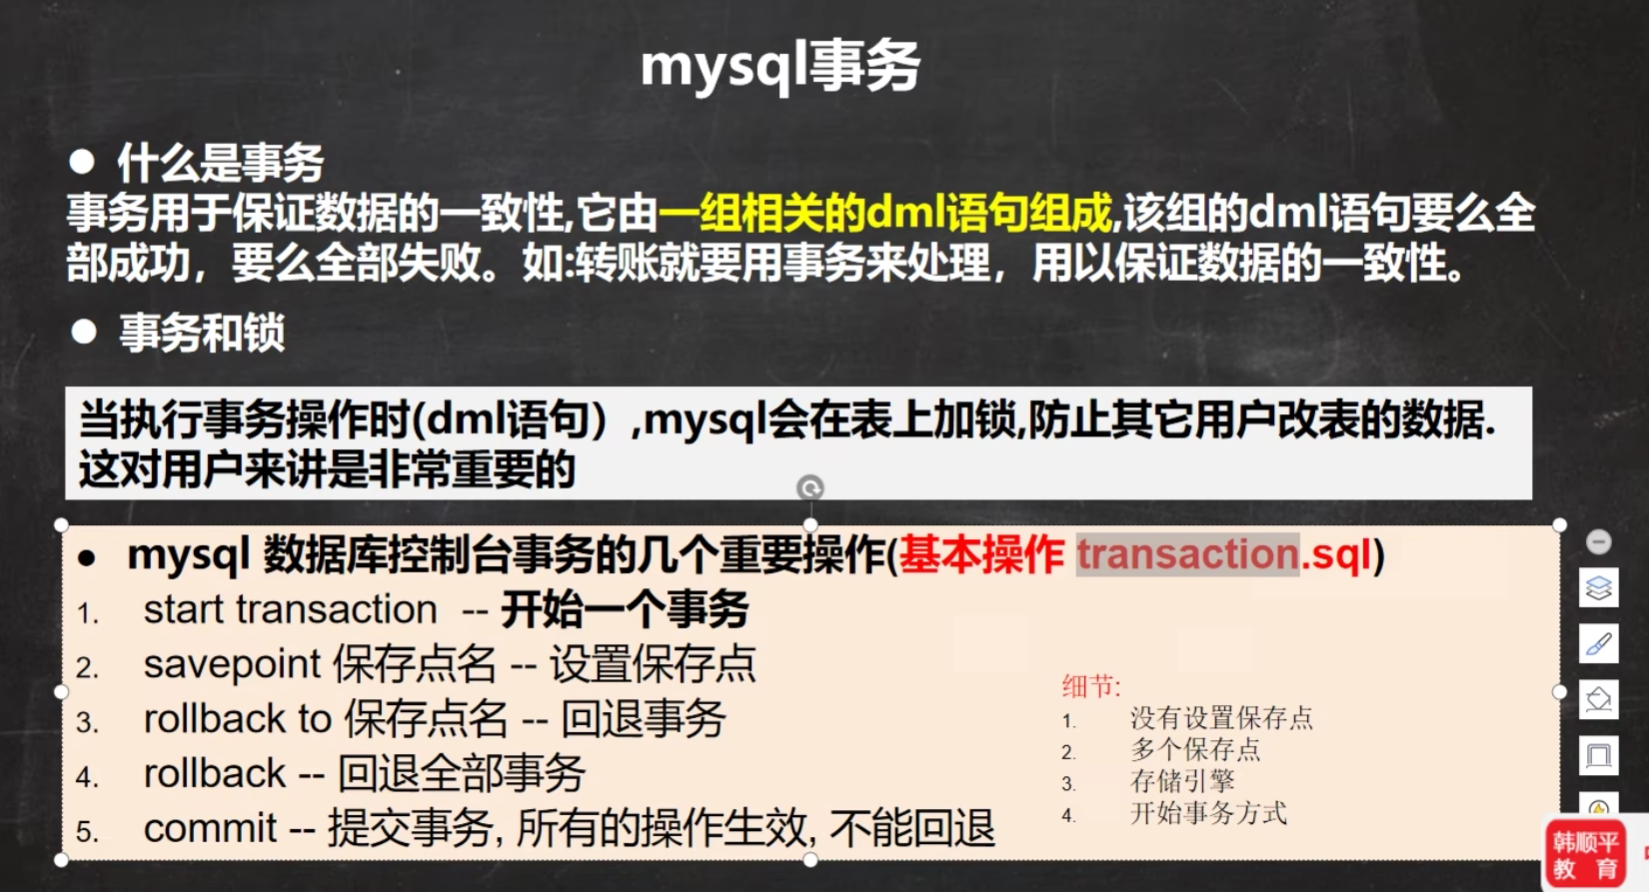 mysql事务
● 什么是事务
事务用于保证数据的一致性,它由一组相关的dml语句组成,该组的dml语句要么全
部成功，要么全部失败。如:转账就要用事务来处理，用以保证数据的一致性。
● 事务和锁
当执行事务操作时(dml语句）,mysql会在表上加锁,防止其它用户改表的数据.
这对用户来讲是非常重要的
● mysql 数据库控制台事务的几个重要操作(基本操作 transaction.sql)
1. start transaction -- 开始一个事务
2. savepoint 保存点名 -- 设置保存点
3. rollback to 保存点名 -- 回退事务
4. rollback -- 回退全部事务
5. commit -- 提交事务, 所有的操作生效, 不能回退
细节:
1. 没有设置保存点
2. 多个保存点
3. 存储引擎
4. 开始事务方式
韩顺平
教 育